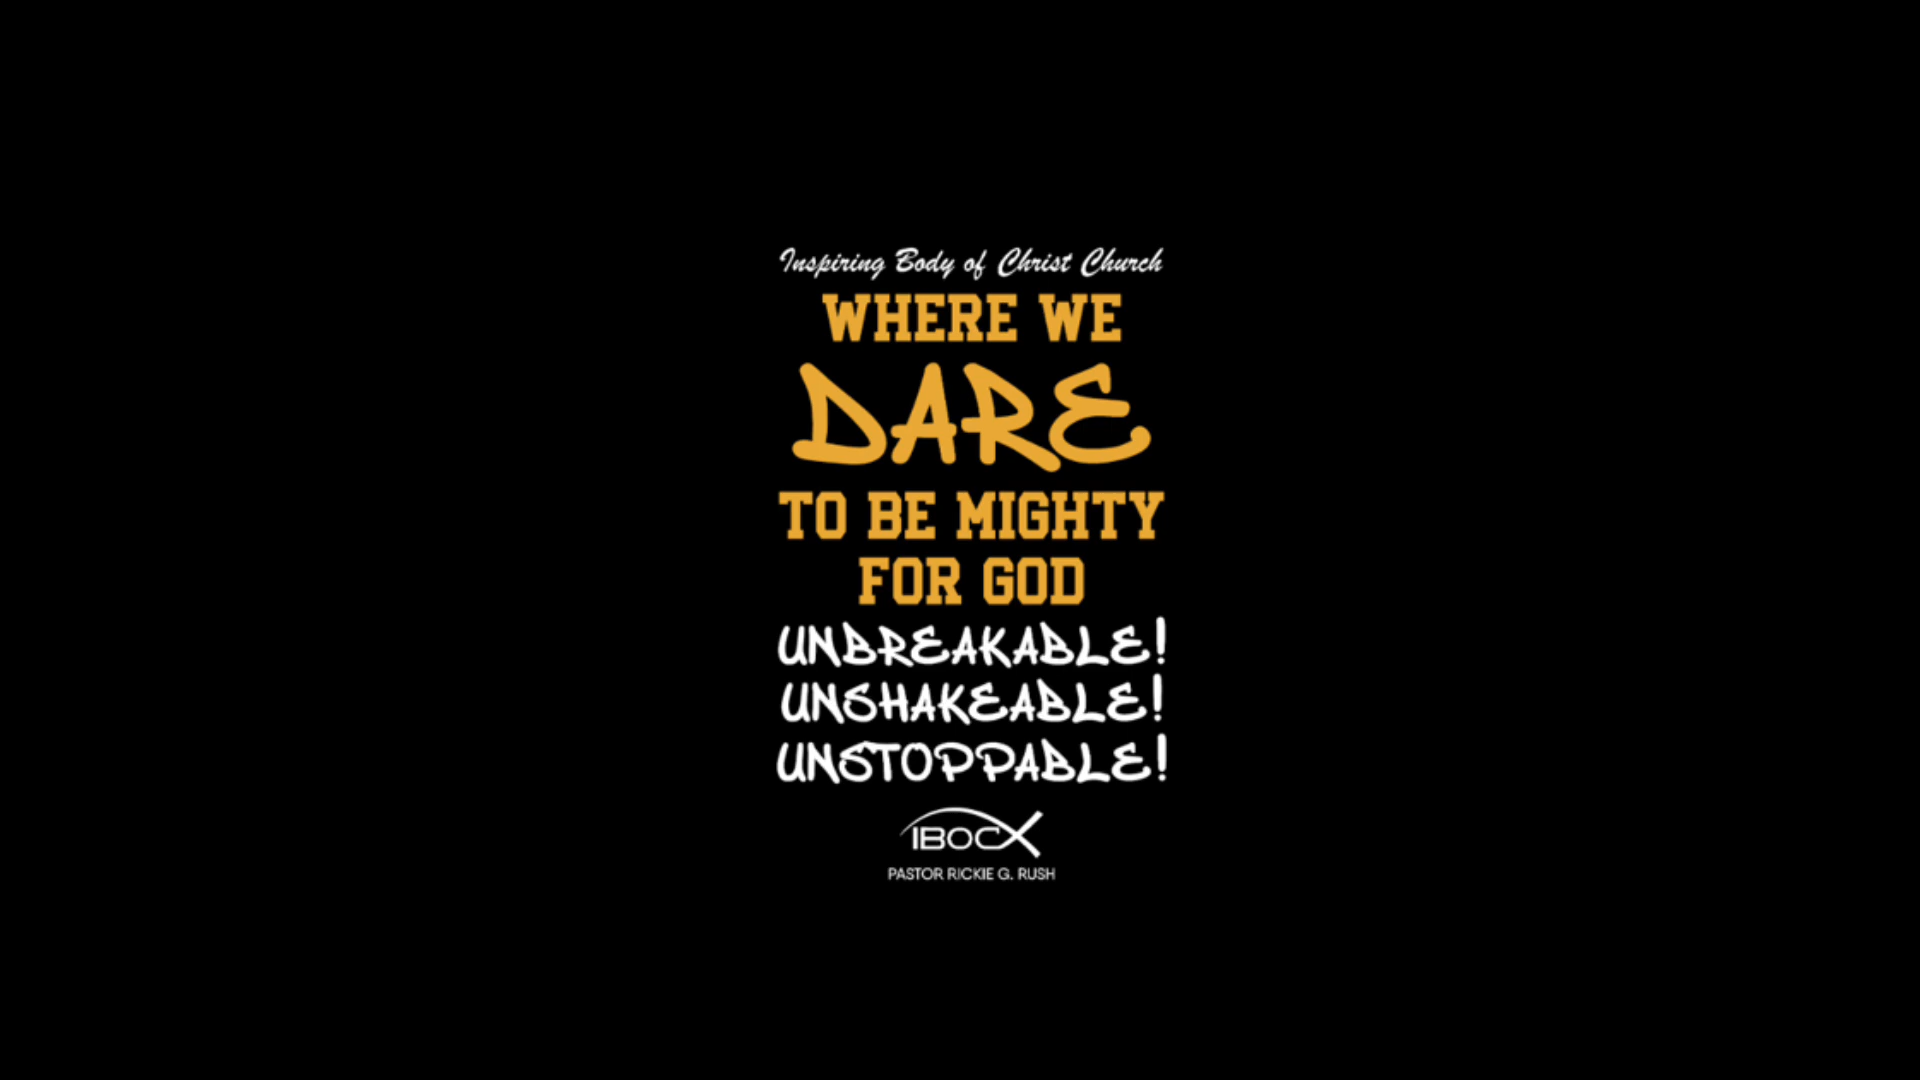 Inspiring Body of Christ Church
WHERE WE
DARE
TO BE MIGHTY
FOR GOD
UNBREAKABLE!
UNSHAKEABLE!
UNSTOPPABLE!
IBOC
PASTOR RICKIE G. RUSH